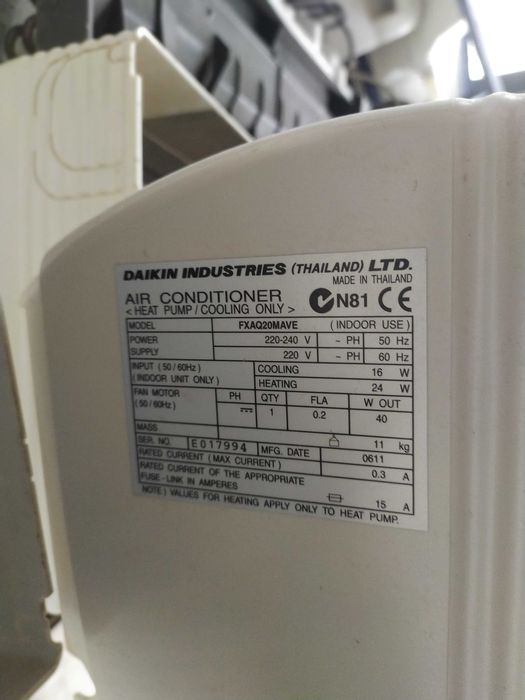 DAIKIN INDUSTRIES (THAILAND) LTD.
MADE IN THAILAND
AIR CONDITIONER
< HEAT PUMP / COOLING ONLY >
N81 CE
MODEL FXAQ20MAVE (INDOOR USE)
POWER SUPPLY 220-240 V ~ PH 50 Hz
220 V ~ PH 60 Hz
INPUT (50/60Hz) (INDOOR UNIT ONLY) COOLING 16 W
HEATING 24 W
FAN MOTOR (50/60Hz) PH QTY FLA W OUT
1 0.2 40
MASS 11 kg
SER. NO. E017994 MFG. DATE 0611
RATED CURRENT (MAX CURRENT) 0.3 A
RATED CURRENT OF THE APPROPRIATE
FUSE-LINK IN AMPERES 15 A
NOTE) VALUES FOR HEATING APPLY ONLY TO HEAT PUMP.